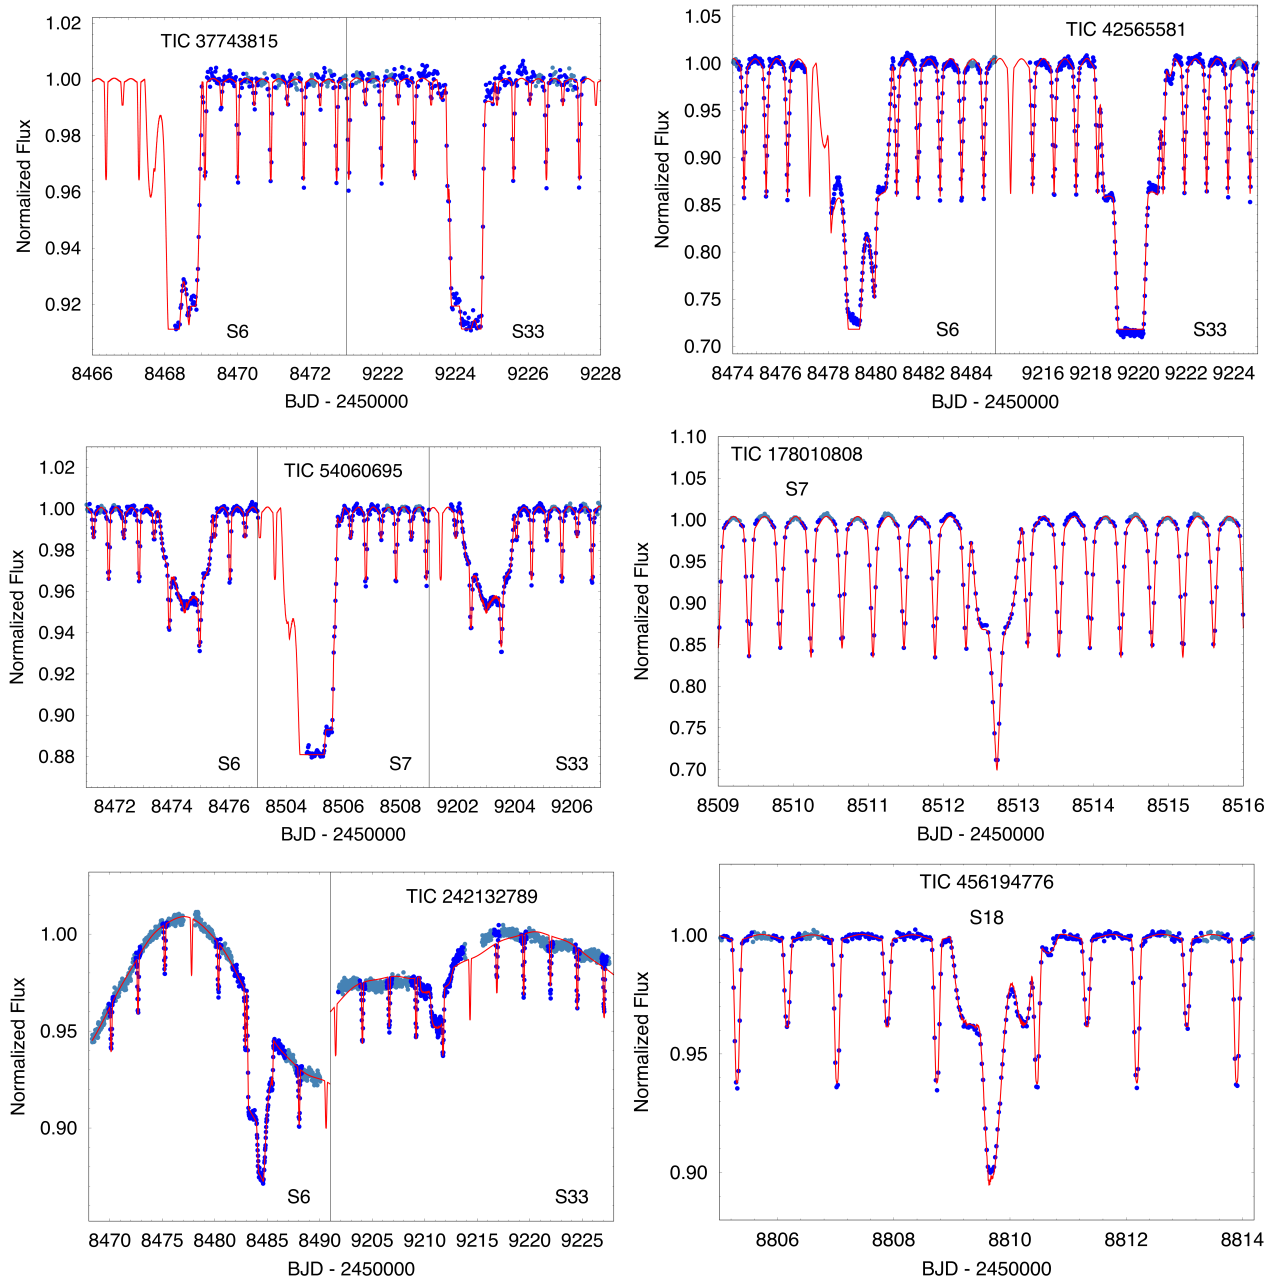 TIC 37743815
1.02
1.00
0.98
0.96
0.94
0.92
Normalized Flux
S6
S33
8466 8468 8470 8472 9222 9224 9226 9228
BJD - 2450000
TIC 42565581
1.05
1.00
0.95
0.90
0.85
0.80
0.75
0.70
Normalized Flux
S6
S33
8474 8476 8478 8480 8482 8484 9216 9218 9220 9222 9224
BJD - 2450000
TIC 54060695
1.02
1.00
0.98
0.96
0.94
0.92
0.90
0.88
Normalized Flux
S6
S7
S33
8472 8474 8476 8504 8506 8508 9202 9204 9206
BJD - 2450000
TIC 178010808
S7
1.10
1.05
1.00
0.95
0.90
0.85
0.80
0.75
0.70
Normalized Flux
8509 8510 8511 8512 8513 8514 8515 8516
BJD - 2450000
TIC 242132789
1.00
0.95
0.90
Normalized Flux
S6
S33
8470 8475 8480 8485 8490 9205 9210 9215 9220 9225
BJD - 2450000
TIC 456194776
S18
1.00
0.95
0.90
Normalized Flux
8806 8808 8810 8812 8814
BJD - 2450000